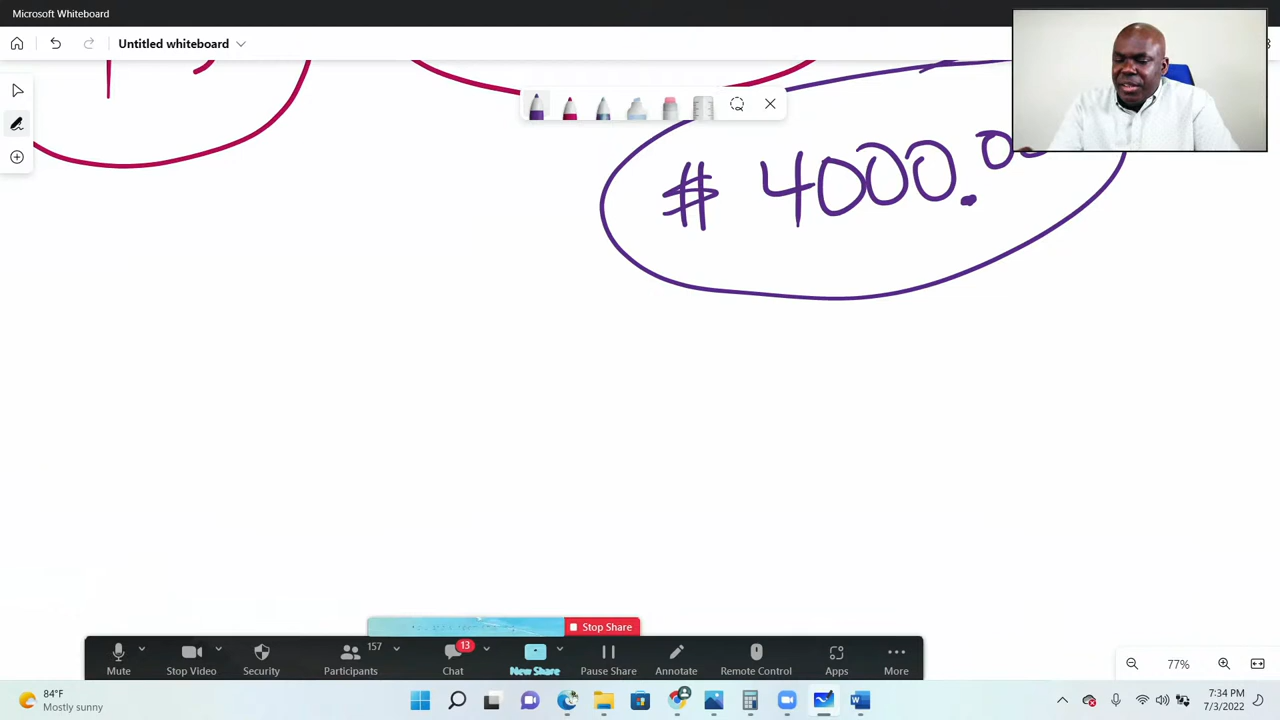 Microsoft Whiteboard
Untitled whiteboard
$ 4000.00
Stop Share
157
13
Mute
Stop Video
Security
Participants
Chat
New Share
Pause Share
Annotate
Remote Control
Apps
More
77%
84°F
Mostly sunny
7:34 PM
7/3/2022